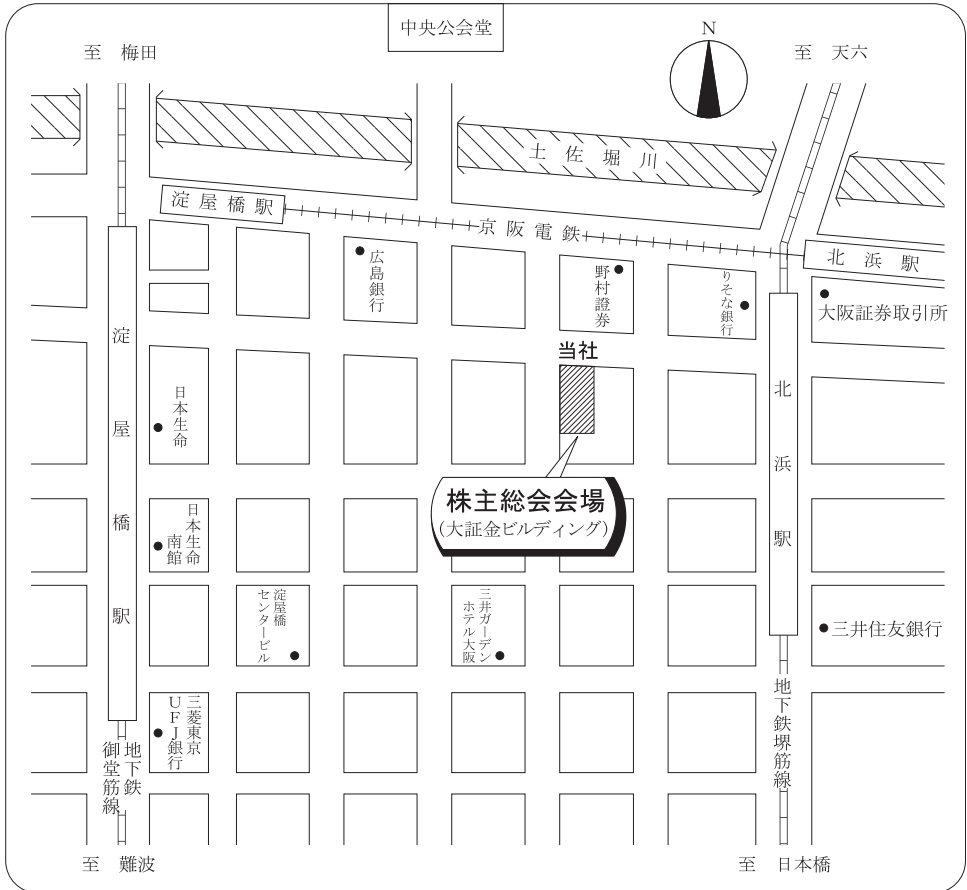 中央公会堂
至 梅田
N
至 天六
土佐堀川
淀屋橋駅
京阪電鉄
北浜駅
広島銀行
野村證券
りそな銀行
大阪証券取引所
当社
淀屋橋駅
日本生命
北浜駅
株主総会会場
(大証金ビルディング)
日本生命
南館
淀屋橋
センタービル
三井ガーデン
ホテル大阪
三井住友銀行
三菱東京
UFJ銀行
地下鉄
御堂筋線
地下鉄堺筋線
至 難波
至 日本橋